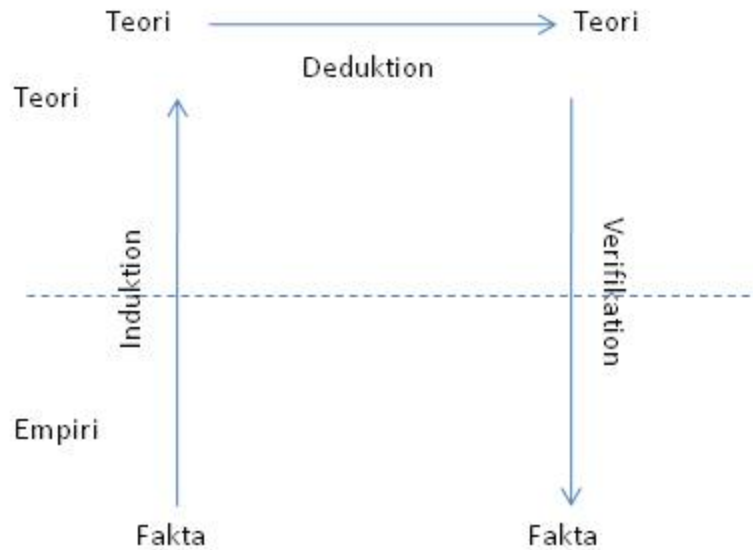 Teori
Teori
Deduktion
Teori
Induktion
Verifikation
Empiri
Fakta
Fakta